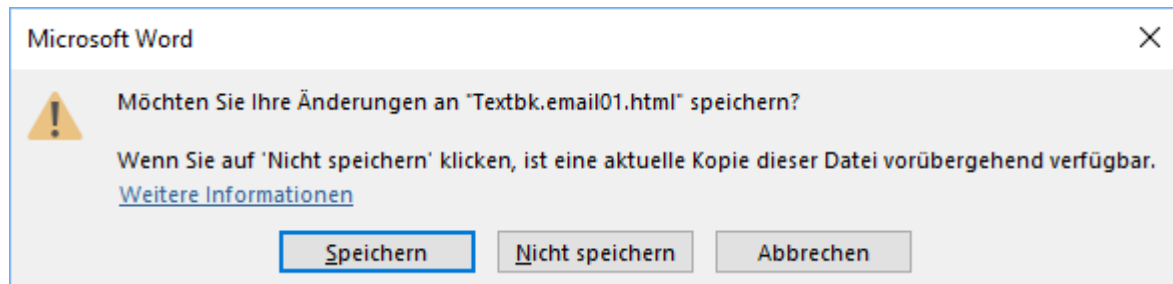 Microsoft Word
Möchten Sie Ihre Änderungen an "Textbk.email01.html" speichern?
Wenn Sie auf 'Nicht speichern' klicken, ist eine aktuelle Kopie dieser Datei vorübergehend verfügbar.
Weitere Informationen
Speichern Nicht speichern Abbrechen